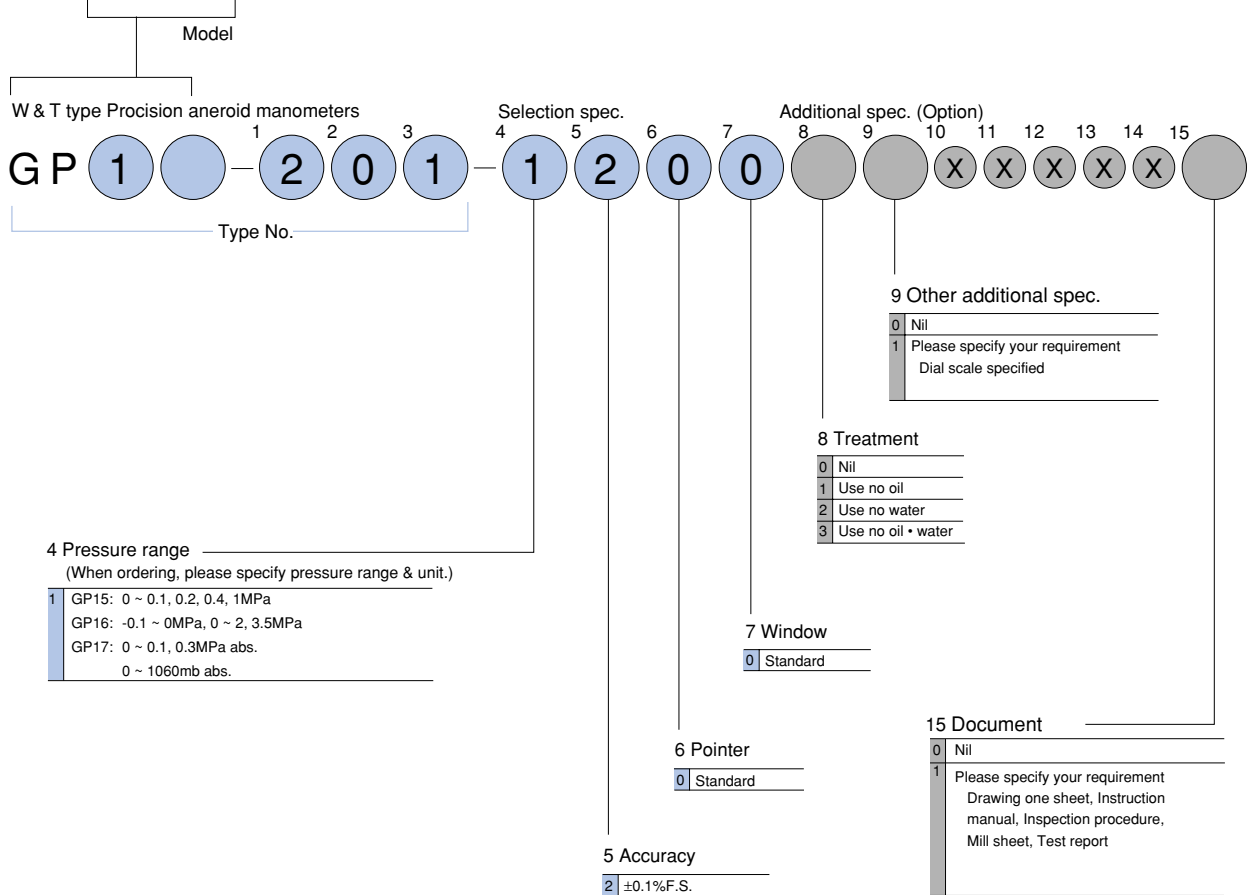 Model
W & T type Procision aneroid manometers
Selection spec.
Additional spec. (Option)
1 2 3 4 5 6 7 8 9 10 11 12 13 14 15
G P 1 – 2 0 1 – 1 2 0 0 X X X X X
Type No.
9 Other additional spec.
0 Nil
1 Please specify your requirement
Dial scale specified
8 Treatment
0 Nil
1 Use no oil
2 Use no water
3 Use no oil • water
4 Pressure range
(When ordering, please specify pressure range & unit.)
1 GP15: 0 ~ 0.1, 0.2, 0.4, 1MPa
GP16: -0.1 ~ 0MPa, 0 ~ 2, 3.5MPa
GP17: 0 ~ 0.1, 0.3MPa abs.
0 ~ 1060mb abs.
7 Window
0 Standard
6 Pointer
0 Standard
15 Document
0 Nil
1 Please specify your requirement
Drawing one sheet, Instruction
manual, Inspection procedure,
Mill sheet, Test report
5 Accuracy
2 ±0.1%F.S.